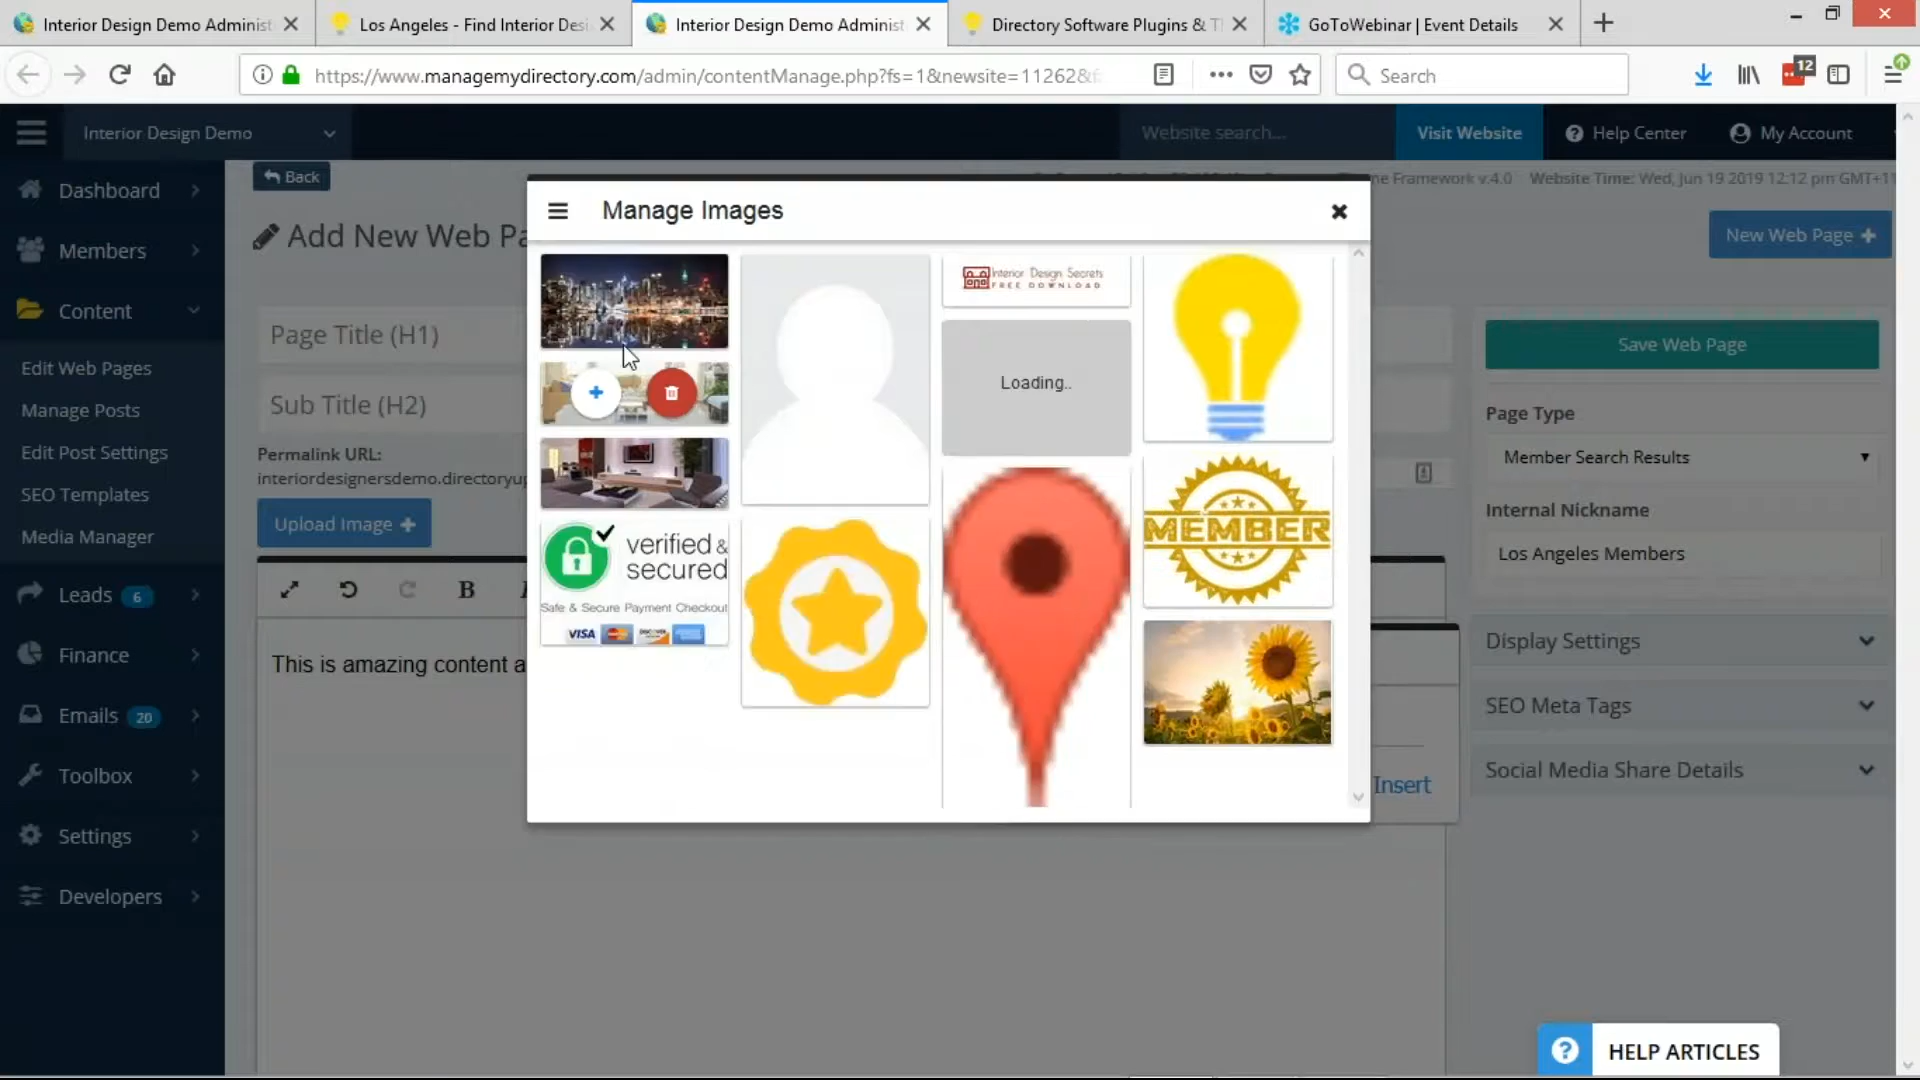 Interior Design Demo Administ
Los Angeles - Find Interior Desi
Interior Design Demo Administ
Directory Software Plugins & T
GoToWebinar | Event Details
https://www.managemydirectory.com/admin/contentManage.php?fs=1&newsite=11262&f
Search
12
Interior Design Demo
Website search...
Visit Website
Help Center
My Account
Back
me Framework v.4.0
Website Time: Wed, Jun 19 2019 12:12 pm GMT+11
Dashboard
Members
Content
Edit Web Pages
Manage Posts
Edit Post Settings
SEO Templates
Media Manager
Leads 6
Finance
Emails 20
Toolbox
Settings
Developers
Add New Web Pa
New Web Page
Page Title (H1)
Sub Title (H2)
Permalink URL:
interiordesignersdemo.directoryup
Upload Image
B
This is amazing content a
Manage Images
Interior Design Secrets
FREE DOWNLOAD
Loading..
verified &
secured
Safe & Secure Payment Checkout
VISA
MEMBER
Insert
Save Web Page
Page Type
Member Search Results
Internal Nickname
Los Angeles Members
Display Settings
SEO Meta Tags
Social Media Share Details
HELP ARTICLES